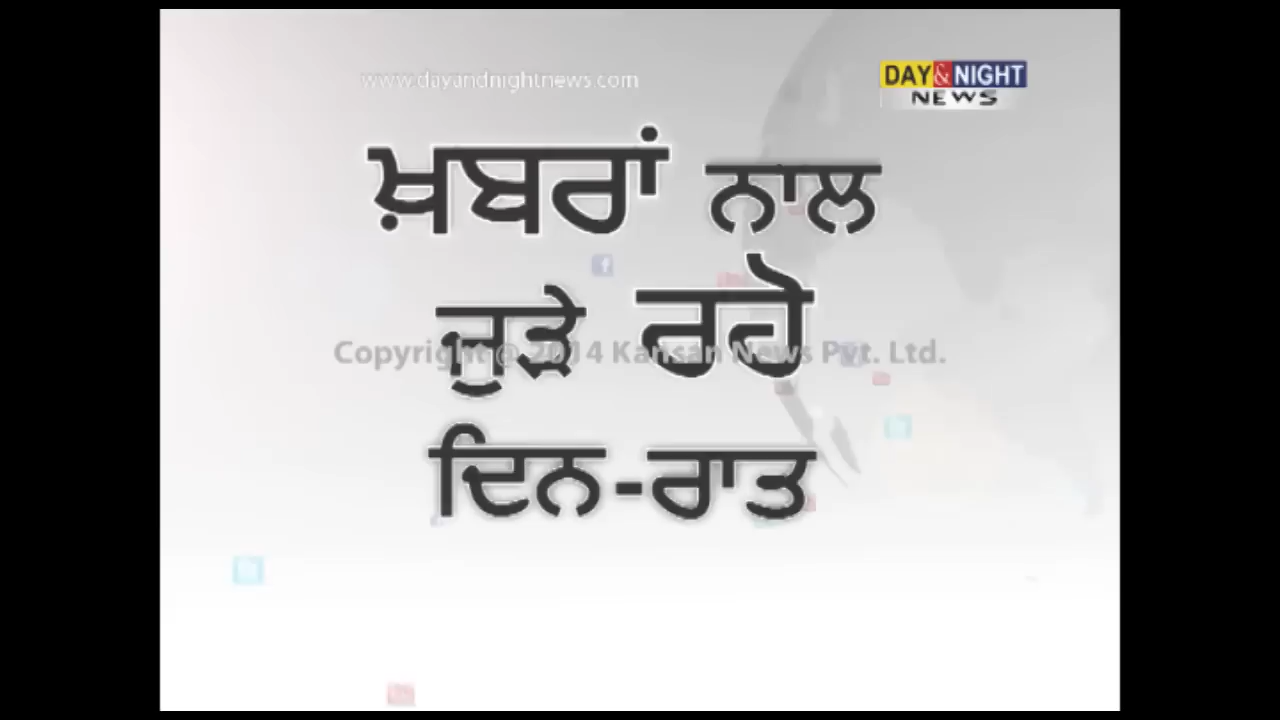 www.dayandnightnews.com
DAY&NIGHT
NEWS
ਖ਼ਬਰਾਂ ਨਾਲ
ਜੁੜੇ ਰਹੋ
Copyright @ 2014 Kansan News Pvt. Ltd.
ਦਿਨ-ਰਾਤ